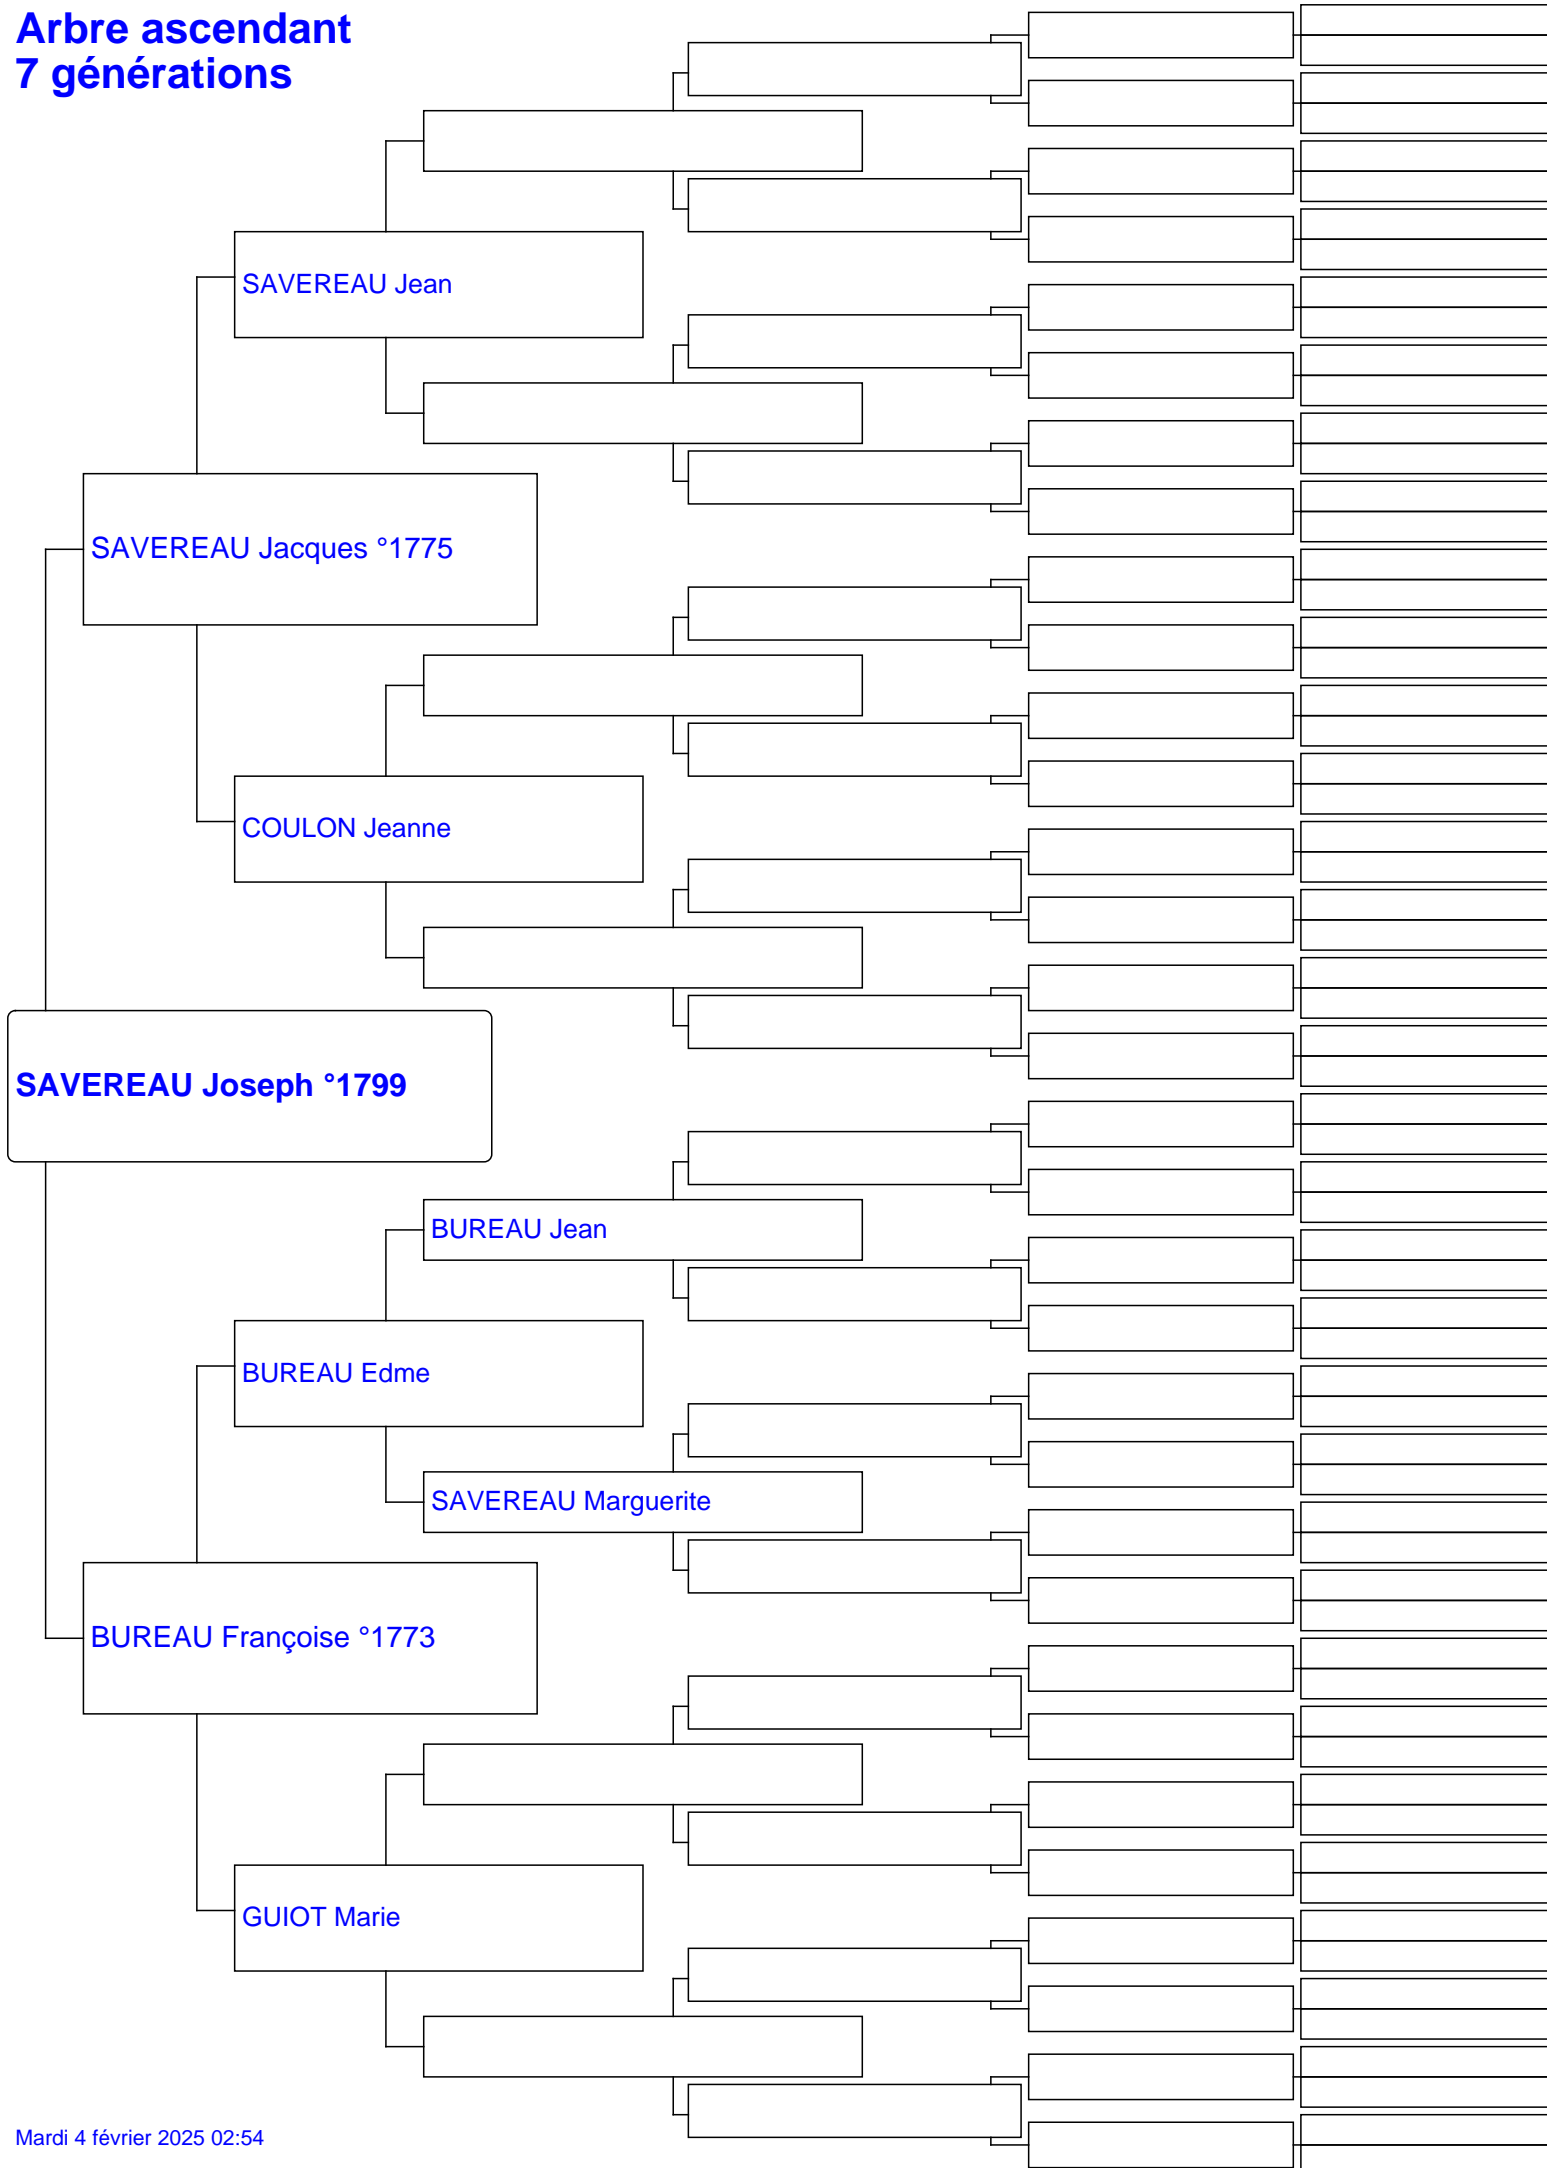 Arbre ascendant
7 générations
SAVEREAU Jean
SAVEREAU Jacques °1775
COULON Jeanne
SAVEREAU Joseph °1799
BUREAU Jean
BUREAU Edme
SAVEREAU Marguerite
BUREAU Françoise °1773
GUIOT Marie
Mardi 4 février 2025 02:54